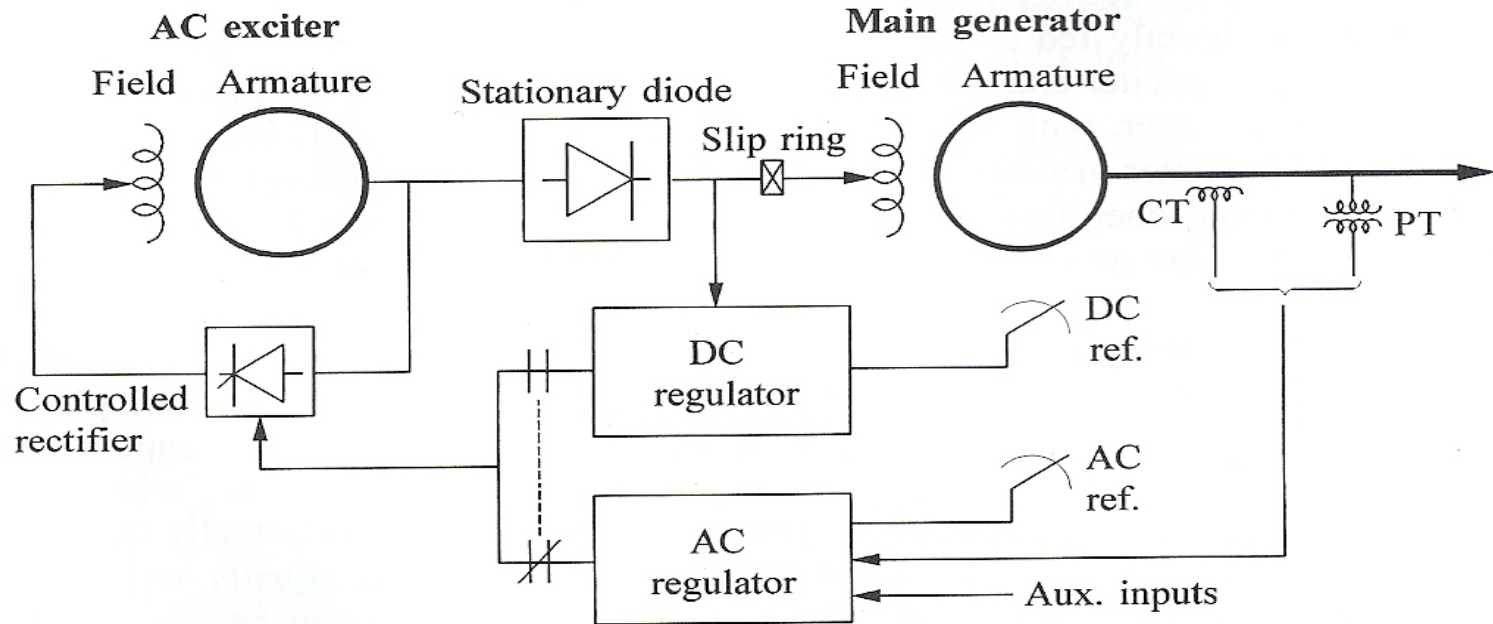 AC exciter
Main generator
Field Armature
Field Armature
Stationary diode
Slip ring
CT
PT
DC
regulator
DC
ref.
Controlled
rectifier
AC
regulator
AC
ref.
Aux. inputs